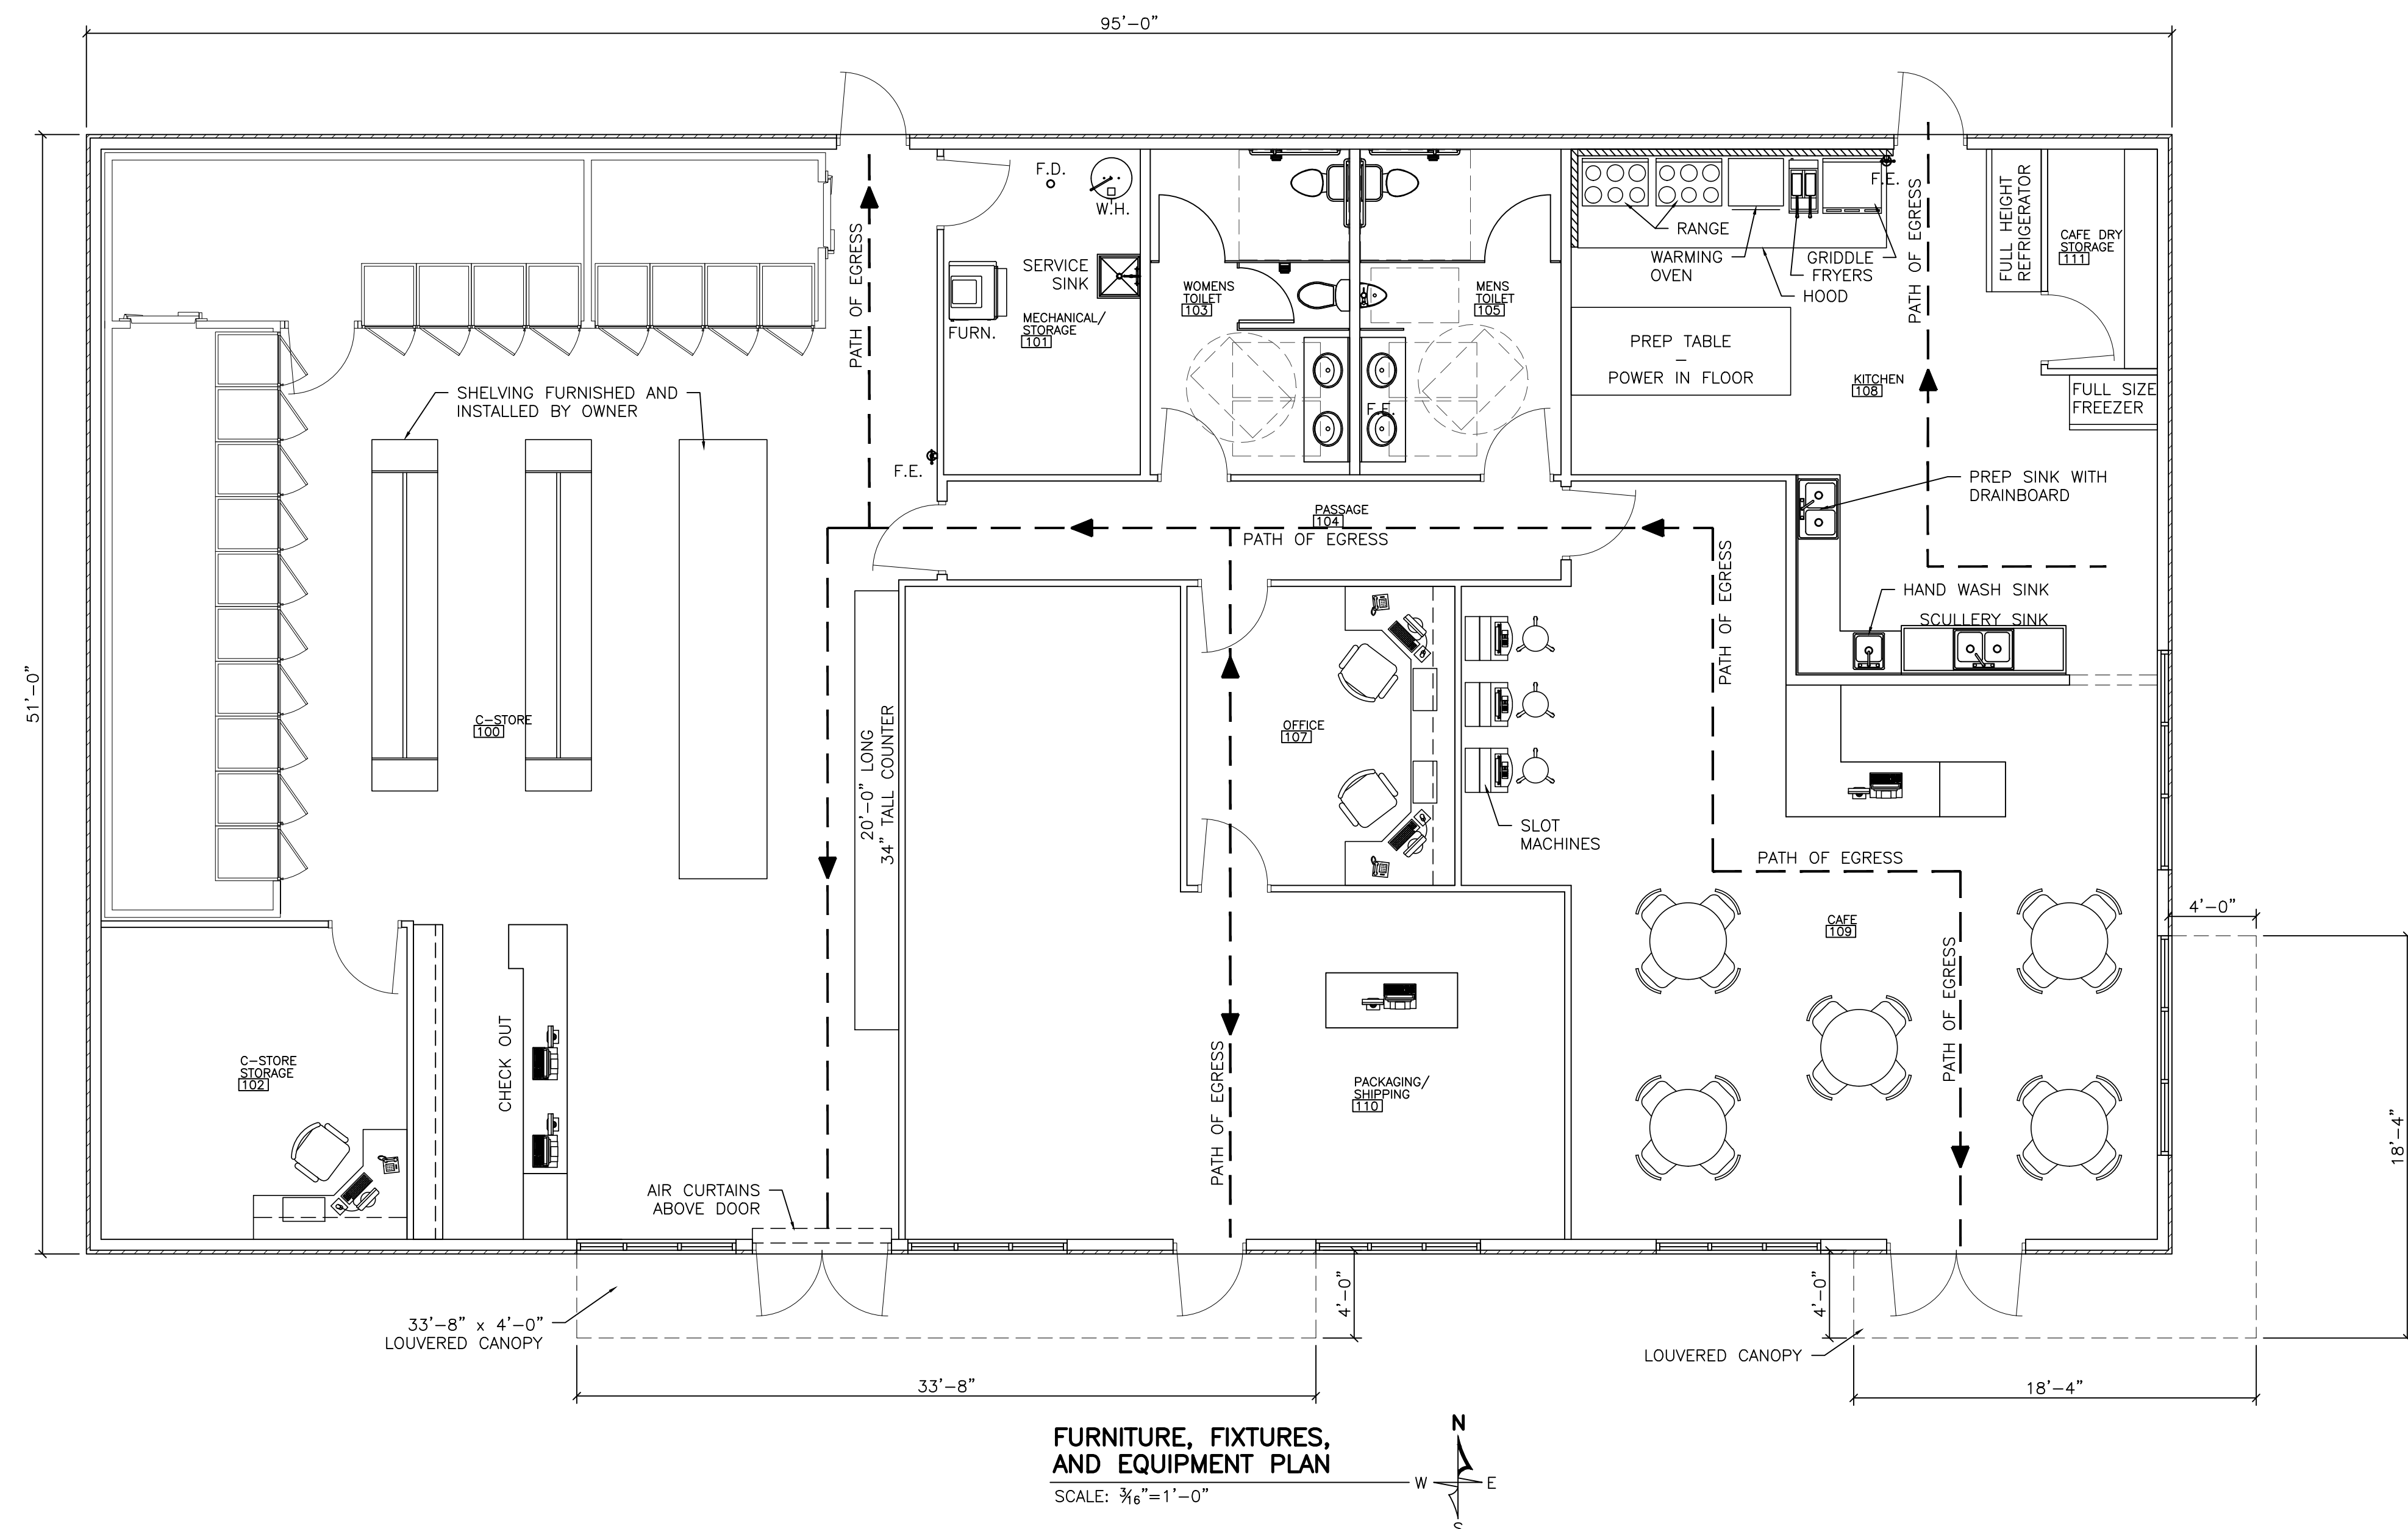 95'-0"
51'-0"
F.D.
W.H.
SERVICE
SINK
FURN.
MECHANICAL/
STORAGE
101
WOMENS
TOILET
103
MENS
TOILET
105
F.E.
RANGE
WARMING
OVEN
GRIDDLE
FRYERS
HOOD
F.E.
PATH OF EGRESS
FULL HEIGHT
REFRIGERATOR
CAFE DRY
STORAGE
111
PATH OF EGRESS
PREP TABLE
–
POWER IN FLOOR
KITCHEN
108
FULL SIZE
FREEZER
SHELVING FURNISHED AND
INSTALLED BY OWNER
F.E.
PREP SINK WITH
DRAINBOARD
PASSAGE
104
PATH OF EGRESS
PATH OF EGRESS
HAND WASH SINK
SCULLERY SINK
C-STORE
100
20'-0" LONG
34" TALL COUNTER
OFFICE
107
SLOT
MACHINES
PATH OF EGRESS
CAFE
109
4'-0"
PATH OF EGRESS
CHECK OUT
C-STORE
STORAGE
102
PACKAGING/
SHIPPING
110
PATH OF EGRESS
18'-4"
AIR CURTAINS
ABOVE DOOR
4'-0"
4'-0"
33'-8" x 4'-0"
LOUVERED CANOPY
LOUVERED CANOPY
33'-8"
18'-4"
FURNITURE, FIXTURES,
AND EQUIPMENT PLAN
SCALE: 3/16"=1'-0"
N
W
E
S